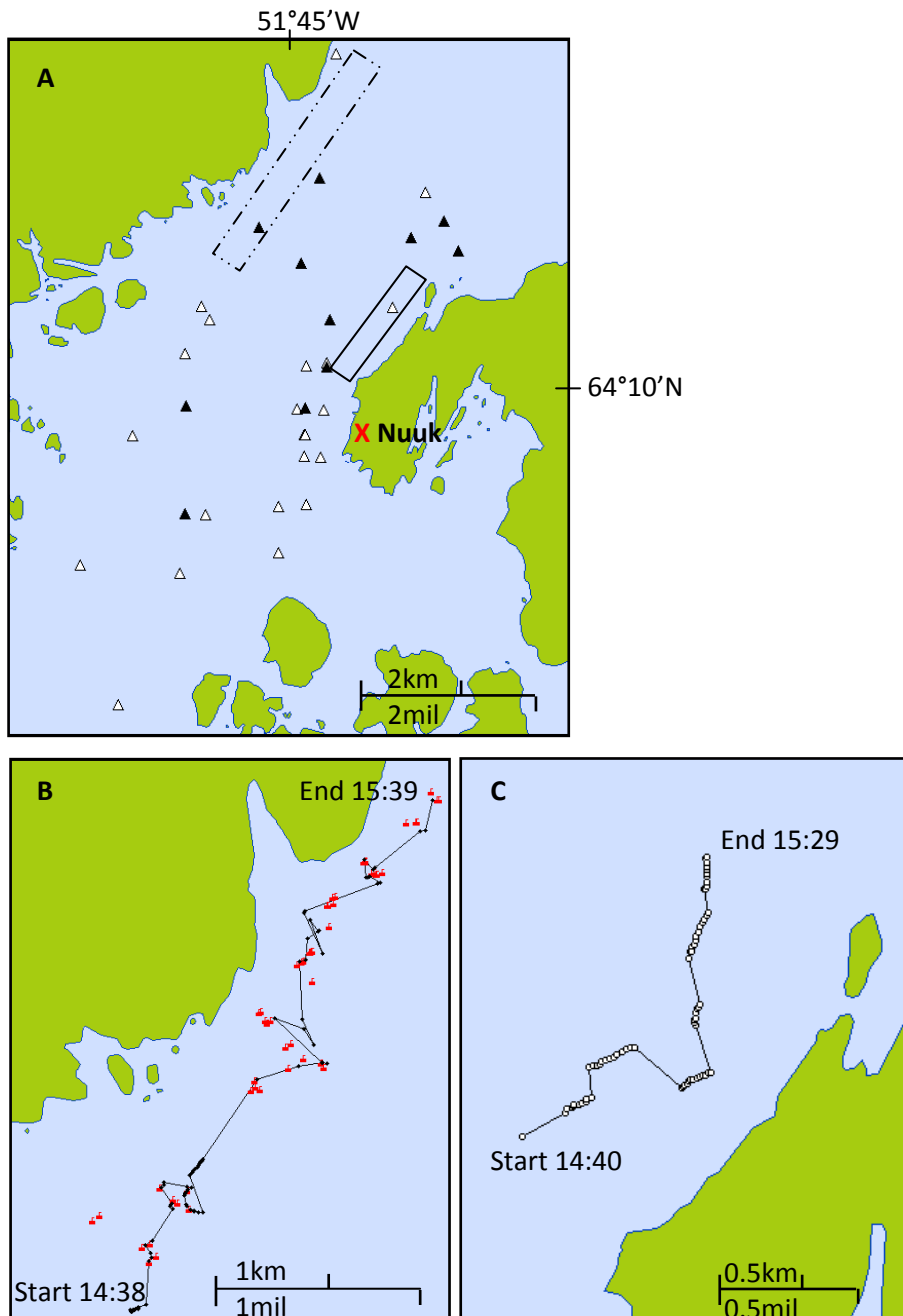 51°45’W
A
64°10’N
X Nuuk
2km
2mil
B
End 15:39
Start 14:38
1km
1mil
C
End 15:29
Start 14:40
0.5km
0.5mil